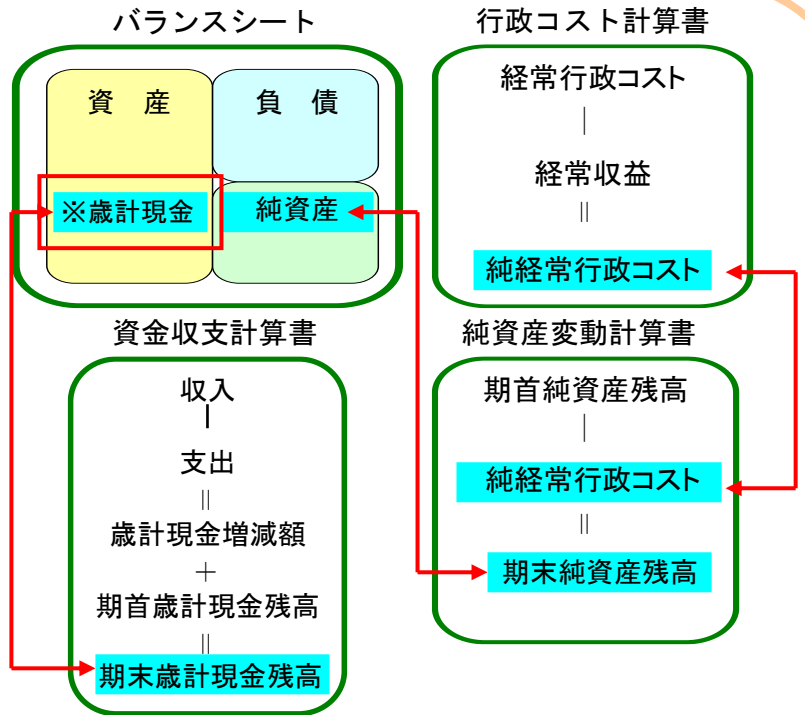 バランスシート
資　産
負　債
※歳計現金
純資産
行政コスト計算書
経常行政コスト
｜
経常収益
||
純経常行政コスト
資金収支計算書
収入
｜
支出
||
歳計現金増減額
＋
期首歳計現金残高
||
期末歳計現金残高
純資産変動計算書
期首純資産残高
｜
純経常行政コスト
||
期末純資産残高